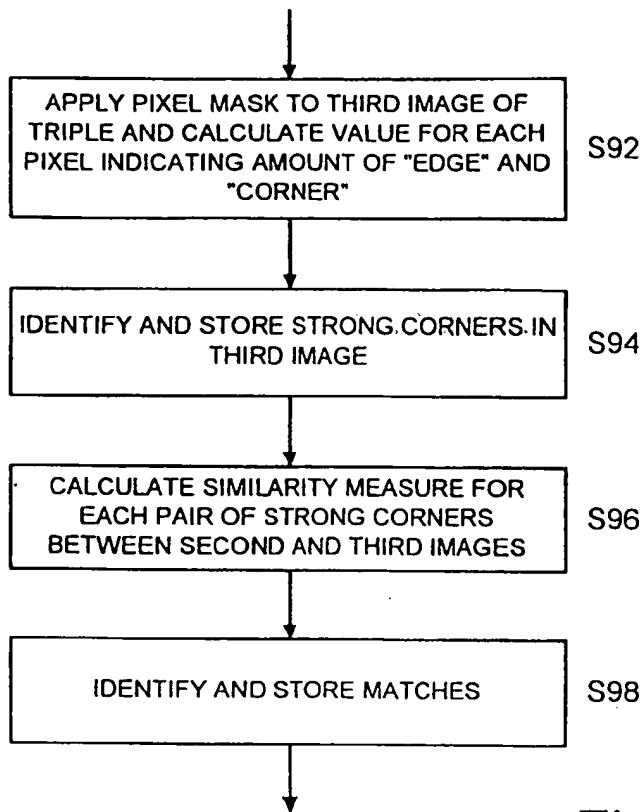 APPLY PIXEL MASK TO THIRD IMAGE OF
TRIPLE AND CALCULATE VALUE FOR EACH
PIXEL INDICATING AMOUNT OF "EDGE" AND
"CORNER"
S92
IDENTIFY AND STORE STRONG CORNERS IN
THIRD IMAGE
S94
CALCULATE SIMILARITY MEASURE FOR
EACH PAIR OF STRONG CORNERS
BETWEEN SECOND AND THIRD IMAGES
S96
IDENTIFY AND STORE MATCHES
S98